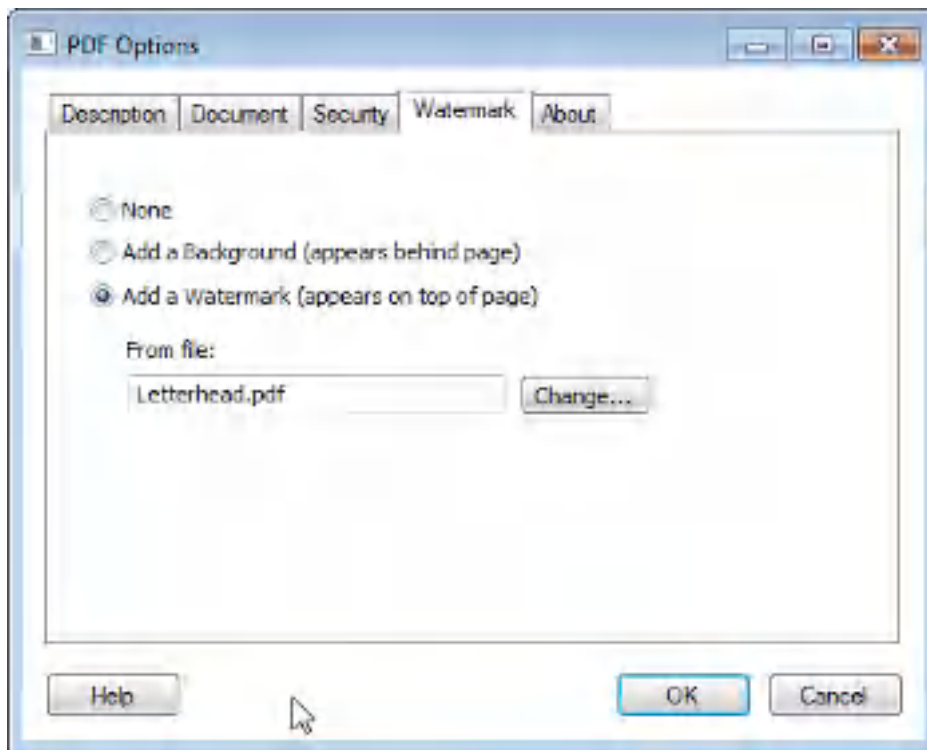 PDF Options
Description Document Security Watermark About
None
Add a Background (appears behind page)
Add a Watermark (appears on top of page)
From file:
Letterhead.pdf Change...
Help OK Cancel